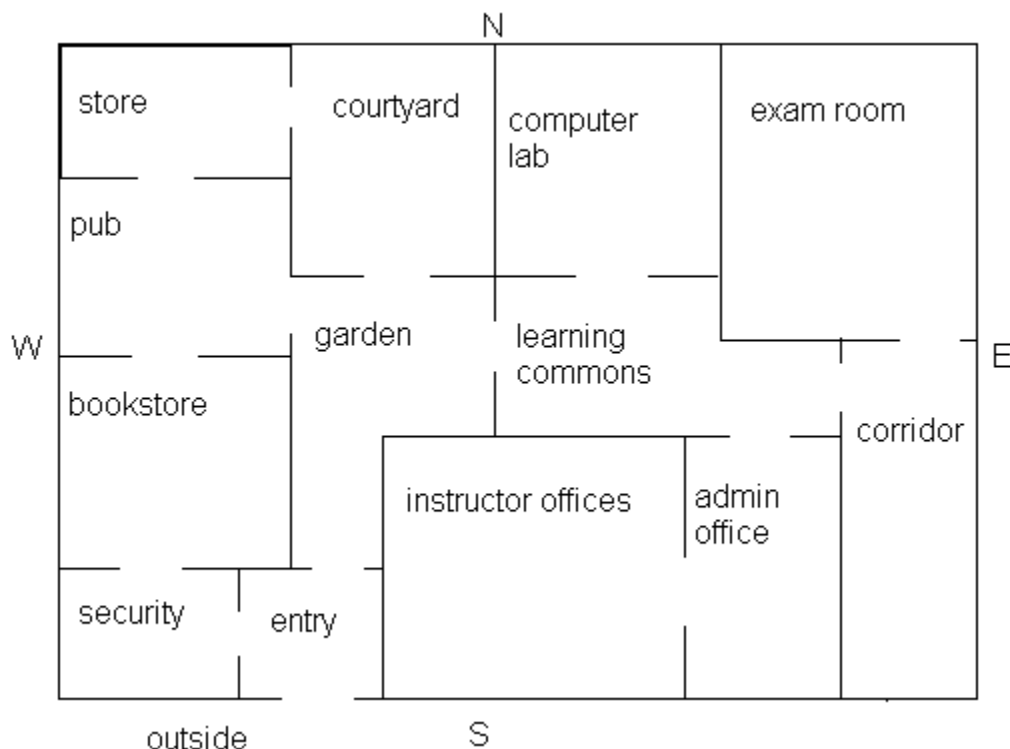 N
store
courtyard
computer
lab
exam room
pub
W
garden
learning
commons
E
bookstore
corridor
instructor offices
admin
office
security
entry
outside
S